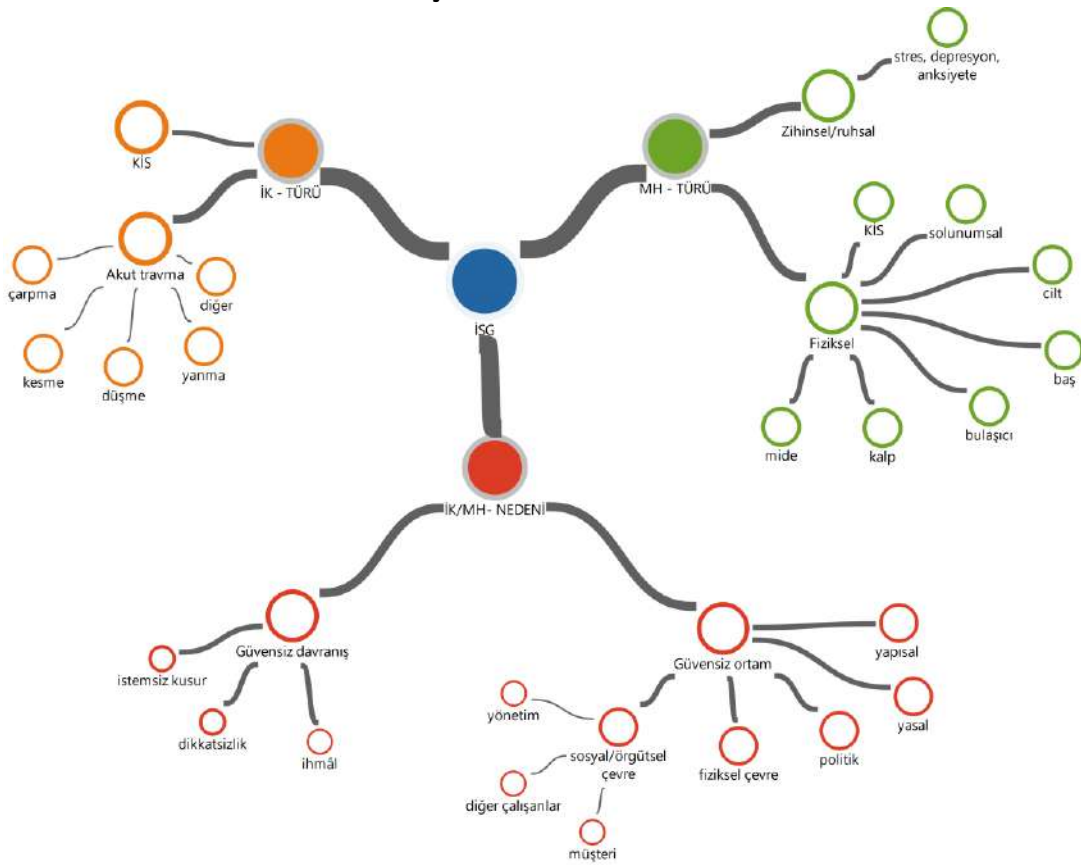 stres, depresyon,
anksiyete
Zihinsel/ruhsal
KİS
İK - TÜRÜ
MH - TÜRÜ
KİS
solunumsal
Akut travma
çarpma
diğer
cilt
İSG
Fiziksel
kesme
düşme
yanma
baş
mide
kalp
bulaşıcı
İK/MH- NEDENİ
Güvensiz davranış
istemsiz kusur
dikkatsizlik
ihmâl
Güvensiz ortam
yapısal
yasal
yönetim
sosyal/örgütsel
çevre
fiziksel çevre
politik
diğer çalışanlar
müşteri